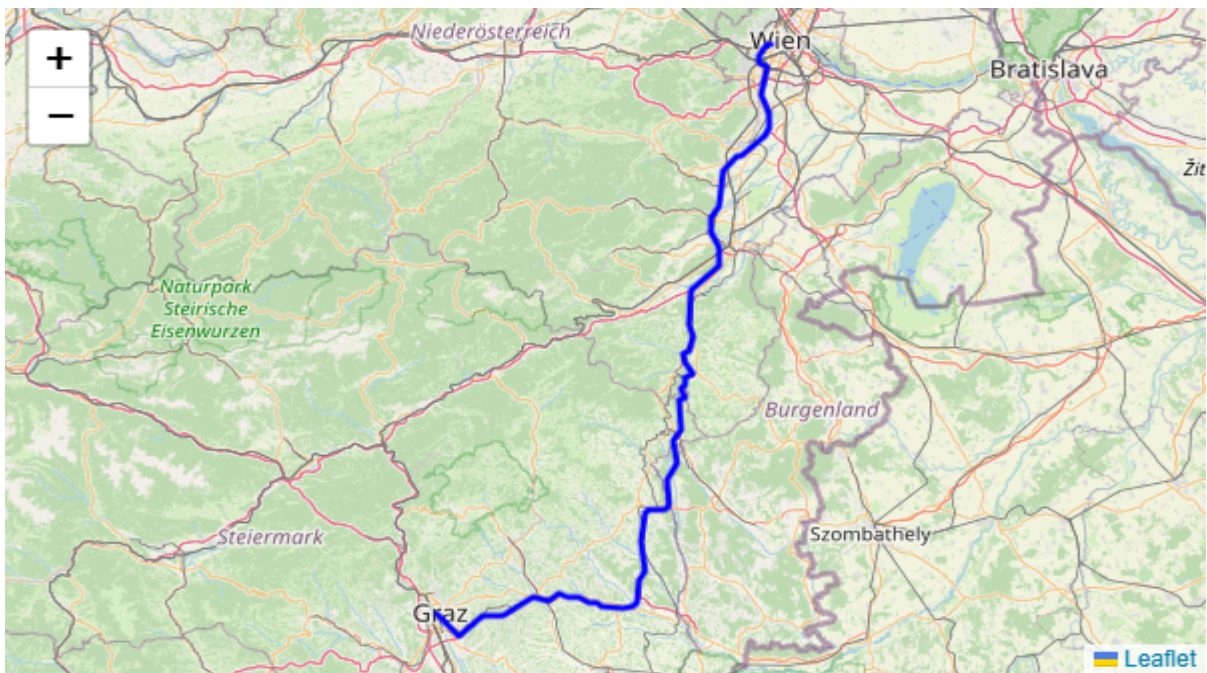 +
−
Niederösterreich
Wien
Bratislava
Žit
Naturpark
Steirische
Eisenwurzen
Burgenland
Steiermark
Szombathely
Graz
Leaflet